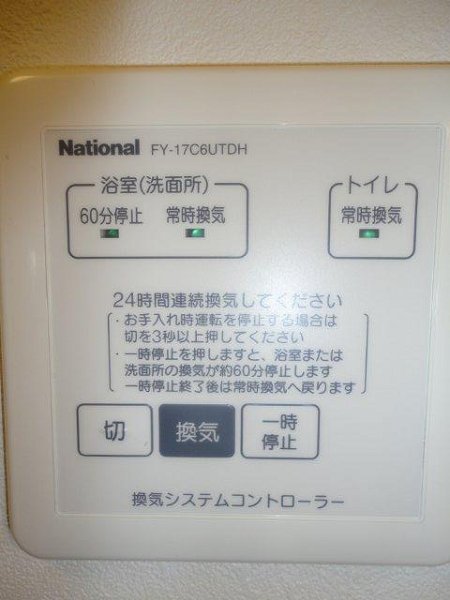 National FY-17C6UTDH
浴室(洗面所) トイレ
60分停止 常時換気 常時換気
24時間連続換気してください
・お手入れ時運転を停止する場合は
切を3秒以上押してください
・一時停止を押しますと、浴室または
洗面所の換気が約60分停止します
一時停止終了後は常時換気へ戻ります
切 換気 一時
停止
換気システムコントローラー